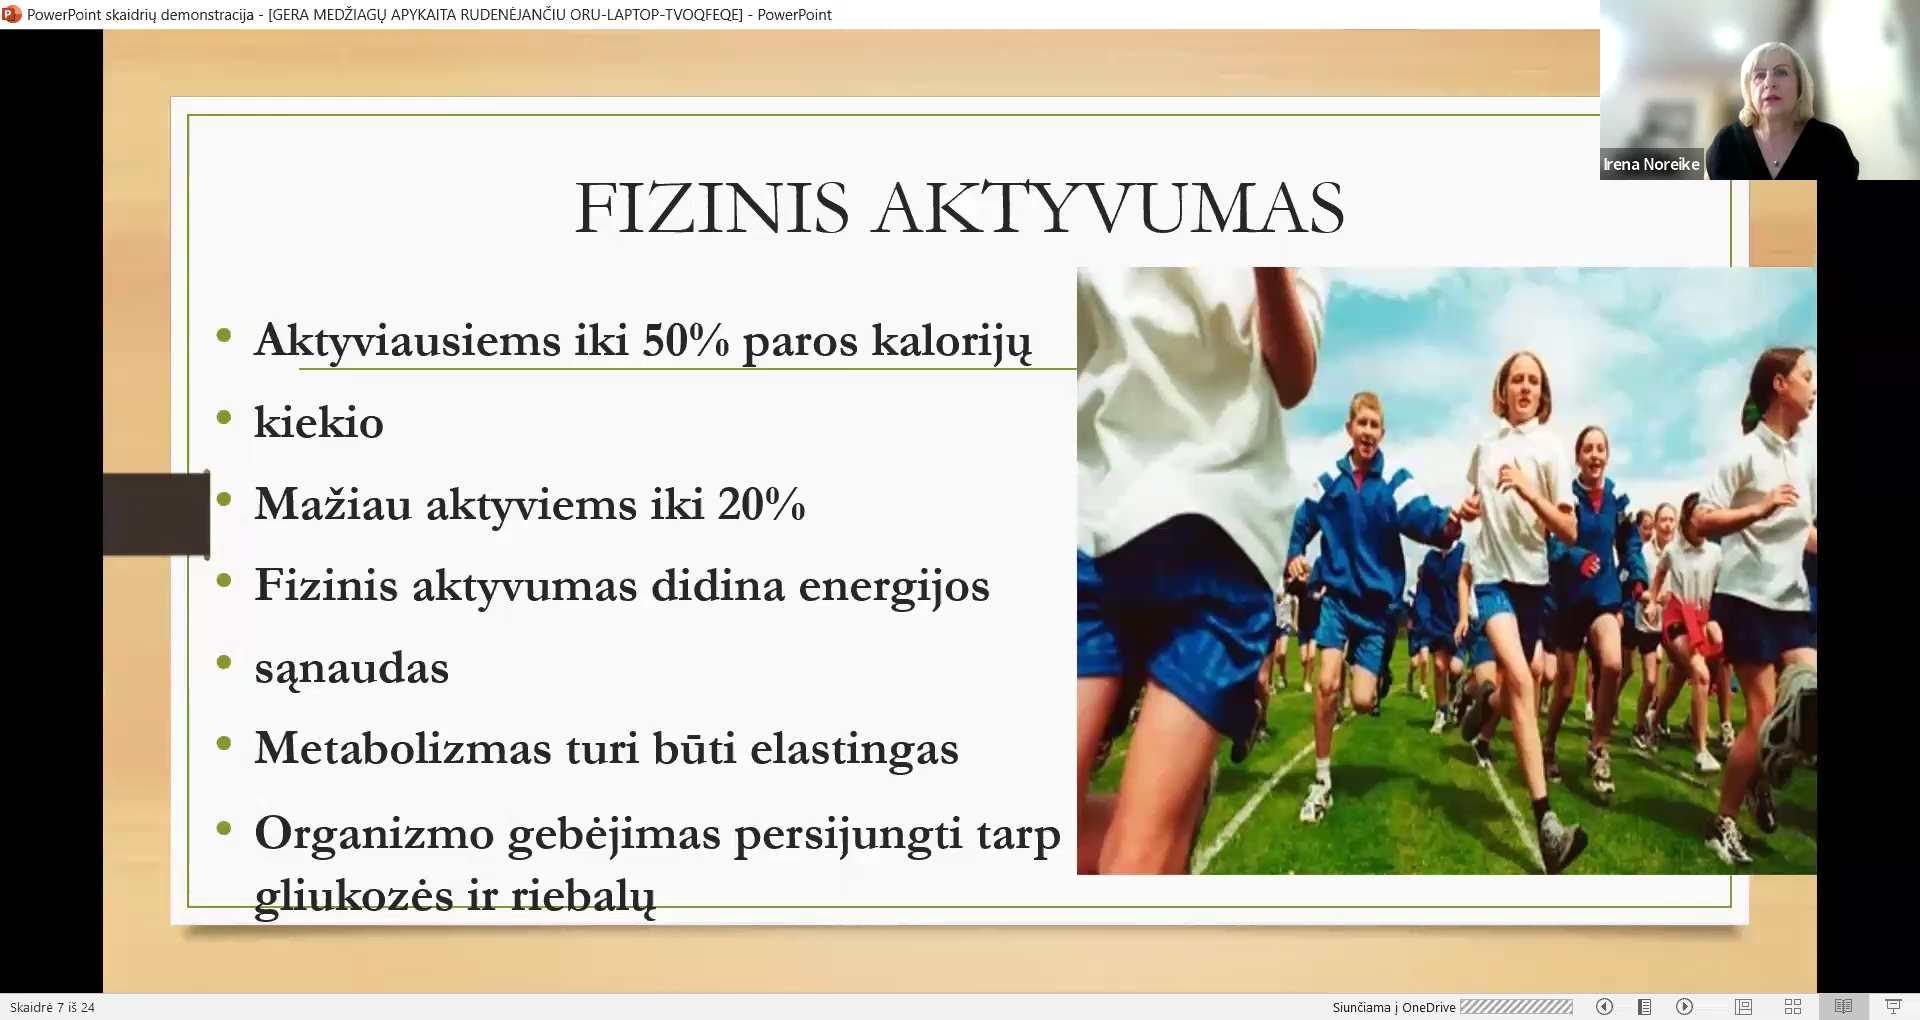 PowerPoint skaidrių demonstracija - [GERA MEDŽIAGŲ APYKAITA RUDENĖJANČIU ORU-LAPTOP-TVOQFEQE] - PowerPoint
Irena Noreike
FIZINIS AKTYVUMAS
• Aktyviausiems iki 50% paros kalorijų
• kiekio
• Mažiau aktyviems iki 20%
• Fizinis aktyvumas didina energijos
• sąnaudas
• Metabolizmas turi būti elastingas
• Organizmo gebėjimas persijungti tarp
gliukozės ir riebalų
Skaidrė 7 iš 24
Siunčiama į OneDrive